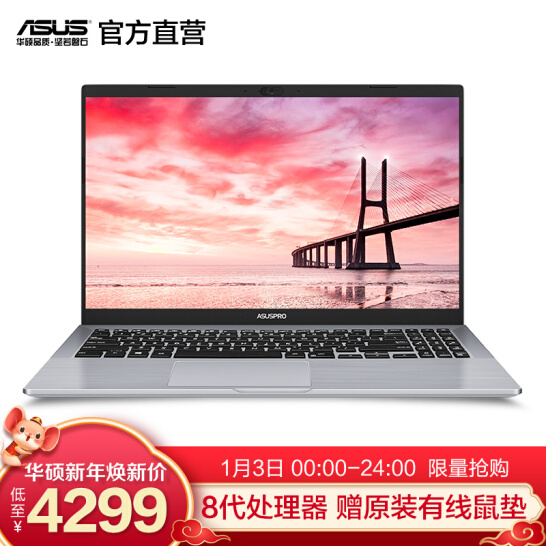 ASUS 官方直营
华硕品质·坚若磐石
ASUSPRO
华硕新年焕新价
1月3日 00:00-24:00 限量抢购
低至¥4299
8代处理器 赠原装有线鼠垫